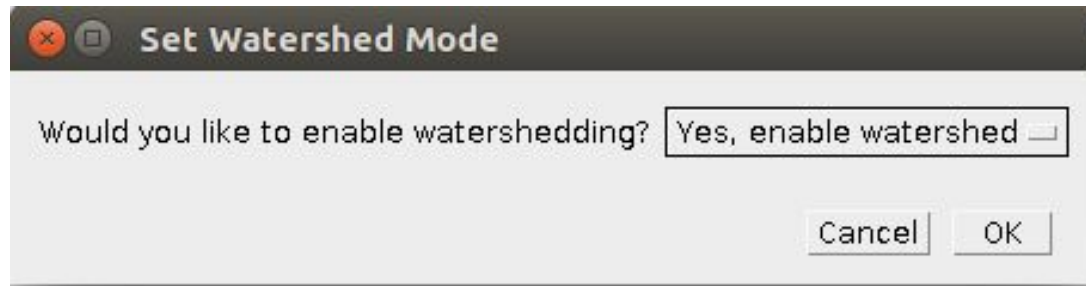 Set Watershed Mode
Would you like to enable watershedding? Yes, enable watershed
Cancel OK